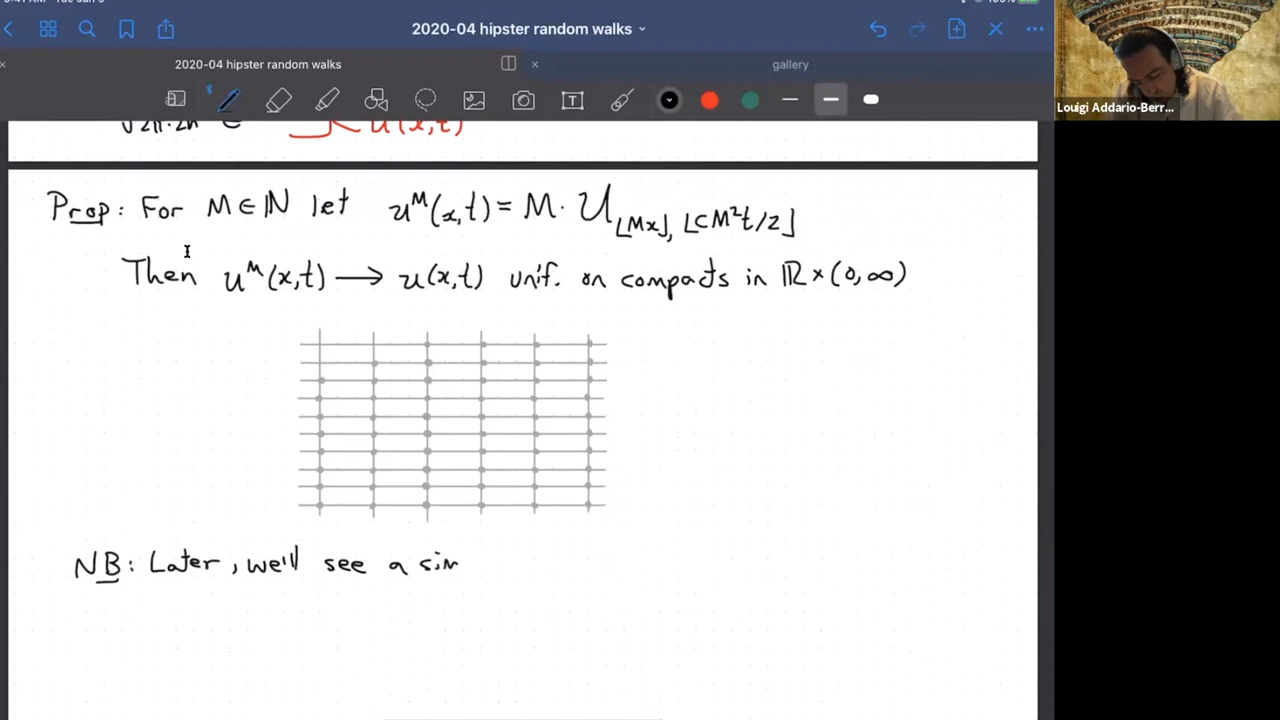 2020-04 hipster random walks
2020-04 hipster random walks
gallery
Louigi Addario-Berr...
u(x,t)
Prop: For M∈ℕ let u^M(x,t) = M · U_{⌊Mx⌋, ⌊CM²t/2⌋}
Then u^M(x,t) ⟶ u(x,t) unif. on compacts in ℝ×(0,∞)
NB: Later, we'll see a sim